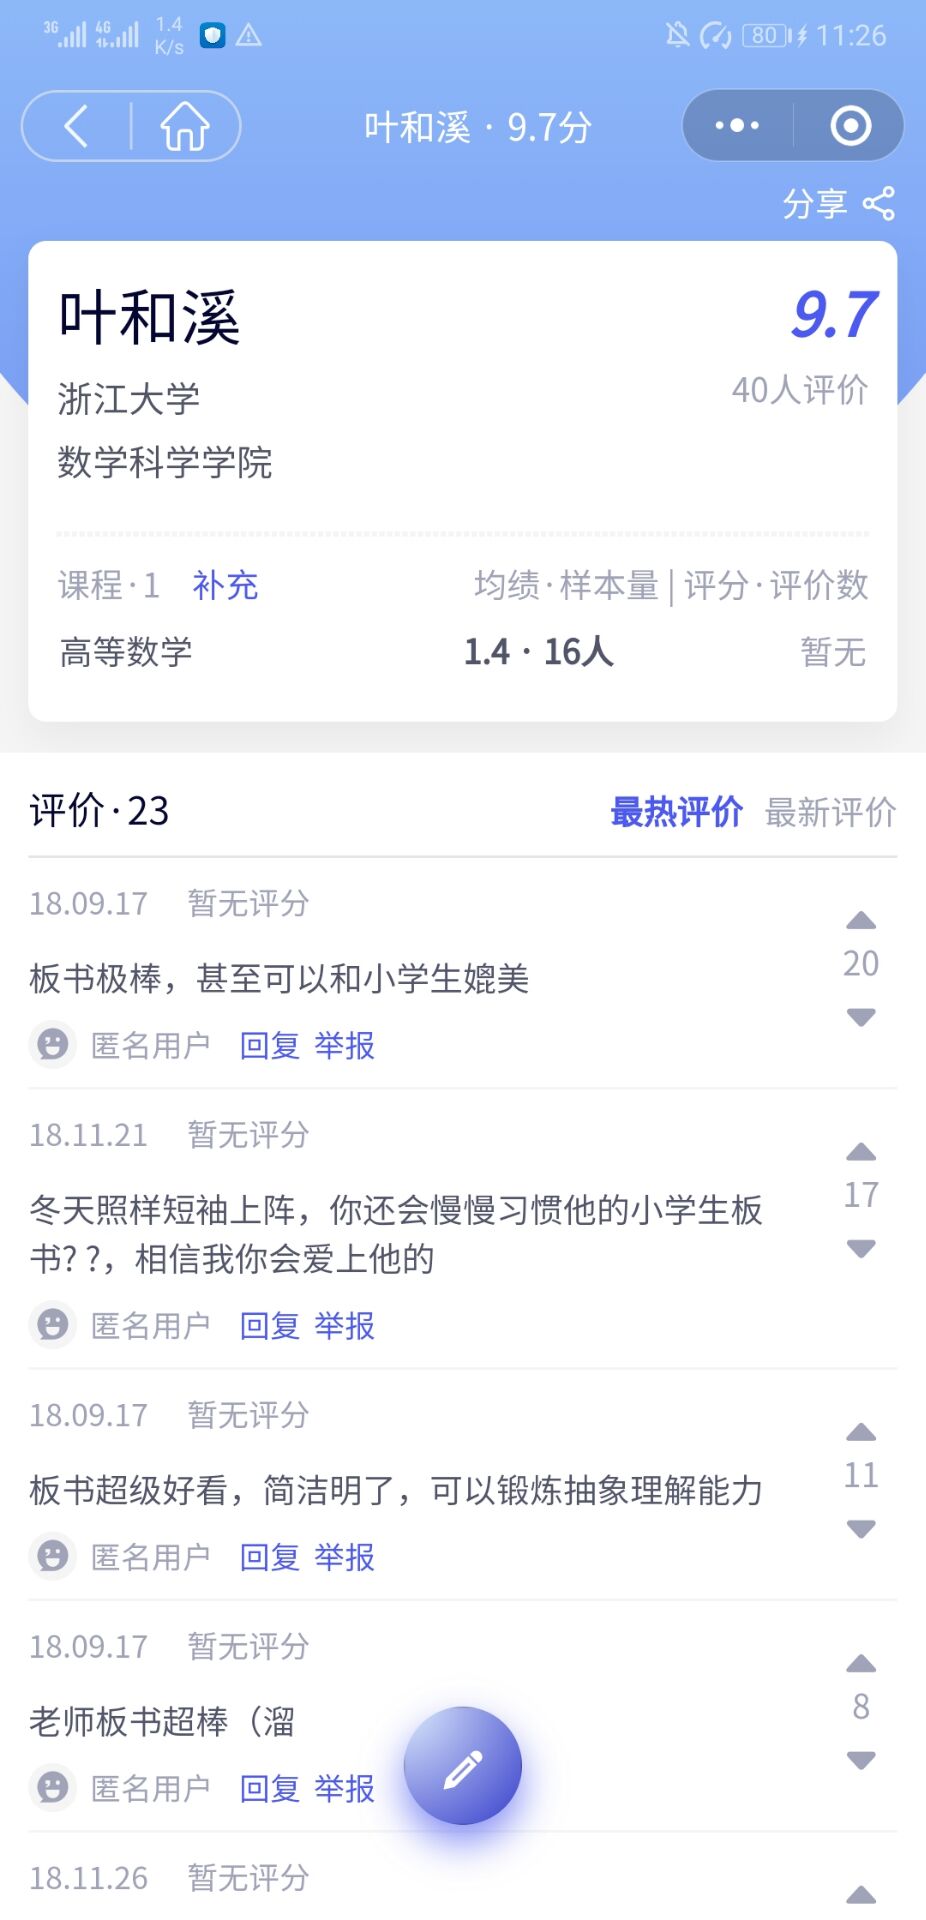 3G 4G 1.4 K/s 80 11:26
叶和溪 · 9.7分
分享
叶和溪 9.7
浙江大学 40人评价
数学科学学院
课程·1 补充 均绩·样本量|评分·评价数
高等数学 1.4 · 16人 暂无
评价·23 最热评价 最新评价
18.09.17 暂无评分
板书极棒，甚至可以和小学生媲美
20
匿名用户 回复 举报
18.11.21 暂无评分
冬天照样短袖上阵，你还会慢慢习惯他的小学生板
书? ?，相信我你会爱上他的
17
匿名用户 回复 举报
18.09.17 暂无评分
板书超级好看，简洁明了，可以锻炼抽象理解能力
11
匿名用户 回复 举报
18.09.17 暂无评分
老师板书超棒（溜
8
匿名用户 回复 举报
18.11.26 暂无评分